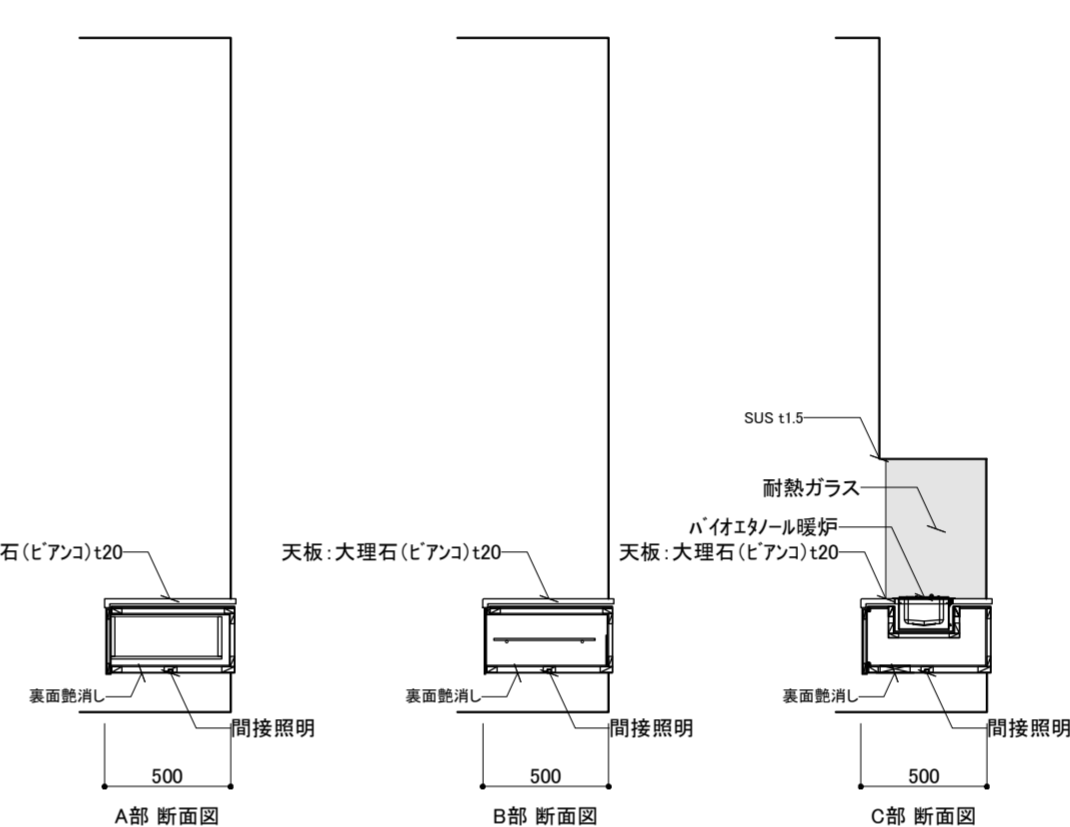 SUS t1.5
耐熱ガラス
バイオエタノール暖炉
石(ビアンコ)t20
天板:大理石(ビアンコ)t20
天板:大理石(ビアンコ)t20
裏面艶消し
裏面艶消し
裏面艶消し
間接照明
間接照明
間接照明
500
500
500
A部 断面図
B部 断面図
C部 断面図